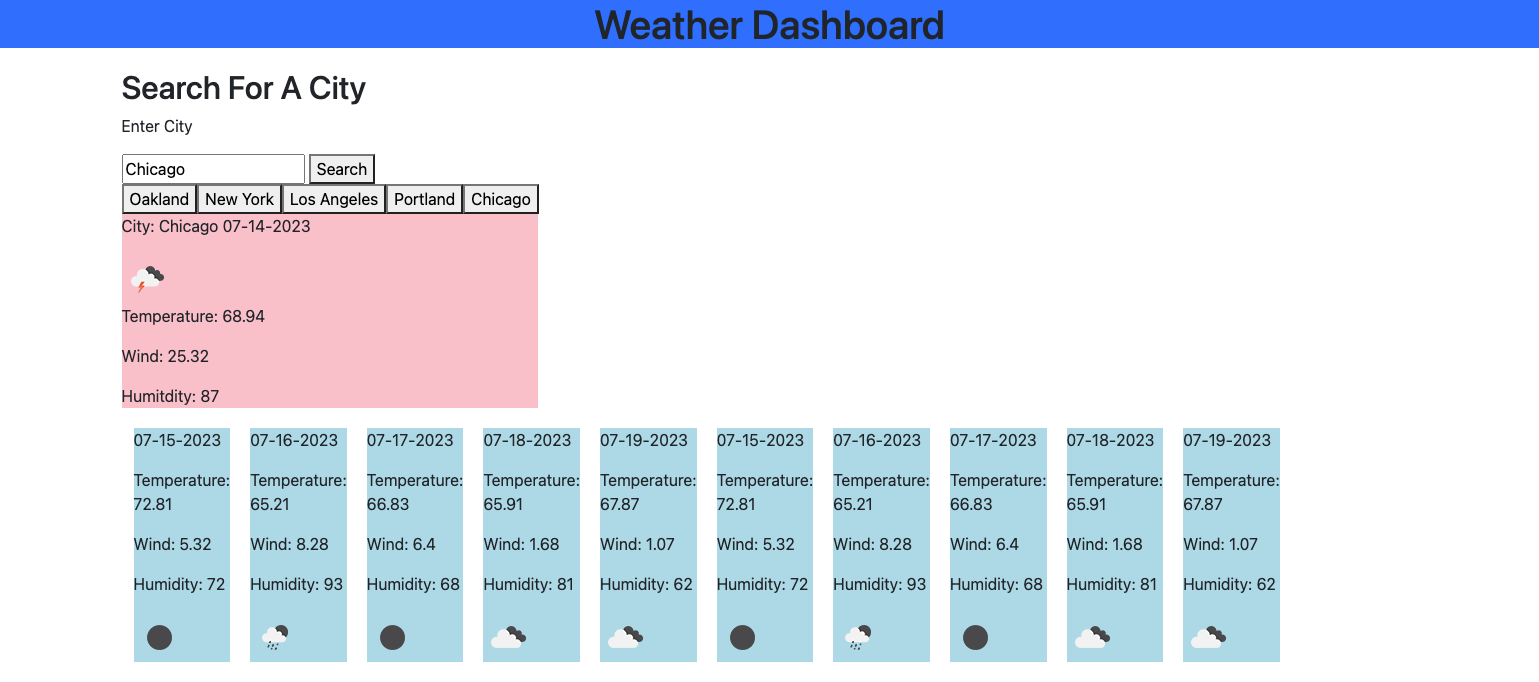 Weather Dashboard
Search For A City
Enter City
Chicago Search
Oakland New York Los Angeles Portland Chicago
City: Chicago 07-14-2023
Temperature: 68.94
Wind: 25.32
Humitdity: 87
07-15-2023 07-16-2023 07-17-2023 07-18-2023 07-19-2023 07-15-2023 07-16-2023 07-17-2023 07-18-2023 07-19-2023
Temperature: Temperature: Temperature: Temperature: Temperature: Temperature: Temperature: Temperature: Temperature: Temperature:
72.81 65.21 66.83 65.91 67.87 72.81 65.21 66.83 65.91 67.87
Wind: 5.32 Wind: 8.28 Wind: 6.4 Wind: 1.68 Wind: 1.07 Wind: 5.32 Wind: 8.28 Wind: 6.4 Wind: 1.68 Wind: 1.07
Humidity: 72 Humidity: 93 Humidity: 68 Humidity: 81 Humidity: 62 Humidity: 72 Humidity: 93 Humidity: 68 Humidity: 81 Humidity: 62